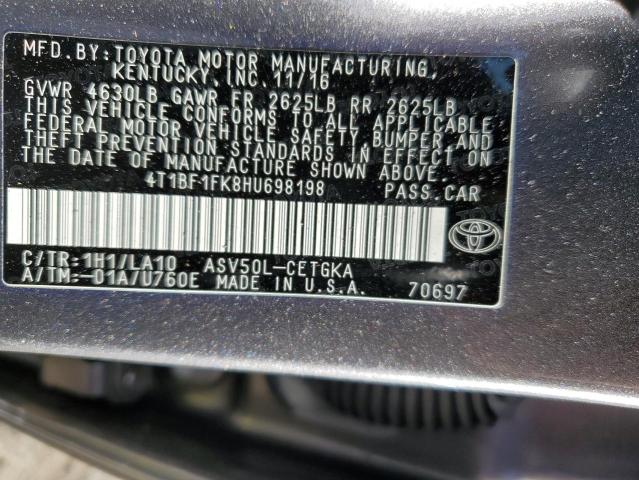 MFD. BY: TOYOTA MOTOR MANUFACTURING,
KENTUCKY, INC. 11/16
GVWR 4630LB GAWR FR 2625LB RR 2625LB
THIS VEHICLE CONFORMS TO ALL APPLICABLE
FEDERAL MOTOR VEHICLE SAFETY, BUMPER, AND
THEFT PREVENTION STANDARDS IN EFFECT ON
THE DATE OF MANUFACTURE SHOWN ABOVE.
4T1BF1FK8HU698198 PASS.CAR
C/TR: 1H1/LA10 ASV50L-CETGKA
A/TM: -01A/U760E MADE IN U.S.A. 70697